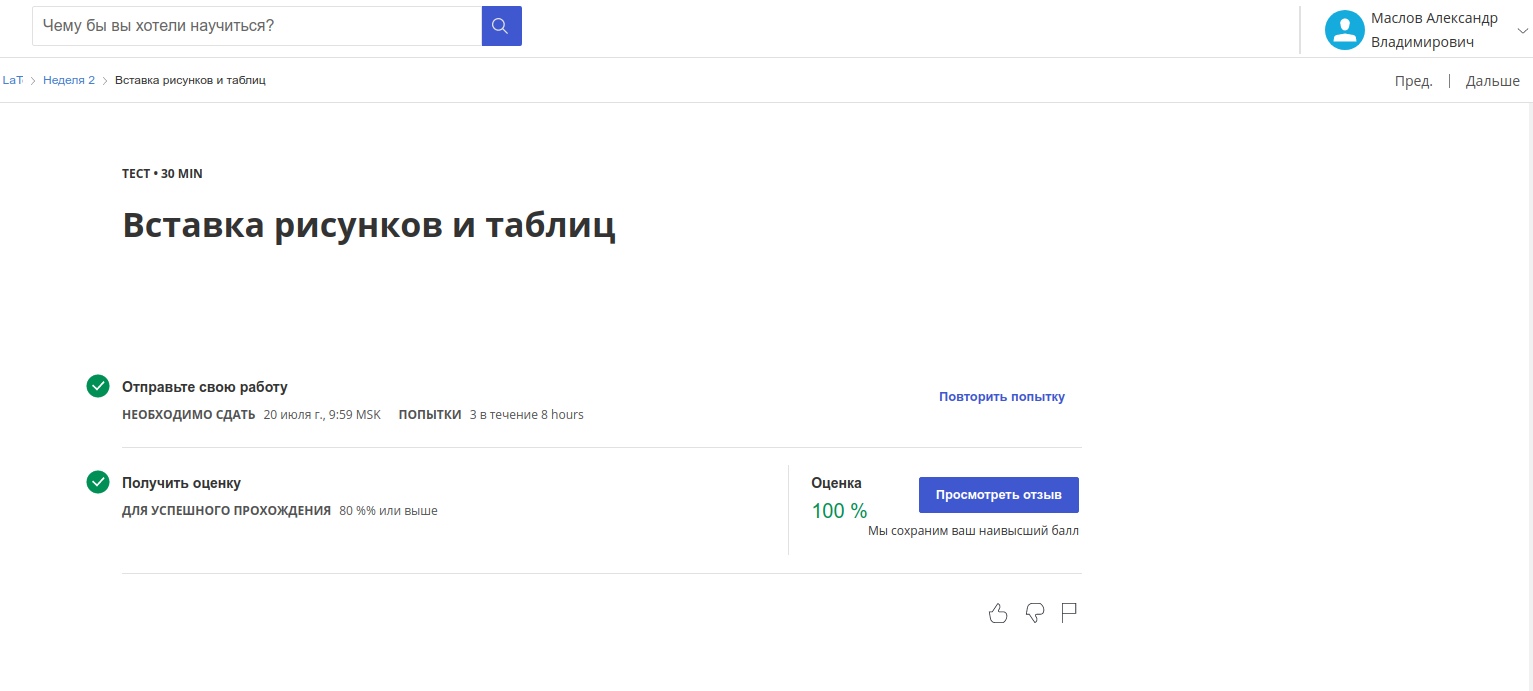 Чему бы вы хотели научиться?
Маслов Александр
Владимирович
LaT
Неделя 2
Вставка рисунков и таблиц
Пред. | Дальше
ТЕСТ • 30 MIN
Вставка рисунков и таблиц
Отправьте свою работу
НЕОБХОДИМО СДАТЬ 20 июля г., 9:59 MSK ПОПЫТКИ 3 в течение 8 hours
Повторить попытку
Получить оценку
ДЛЯ УСПЕШНОГО ПРОХОЖДЕНИЯ 80 %% или выше
Оценка
100 %
Просмотреть отзыв
Мы сохраним ваш наивысший балл